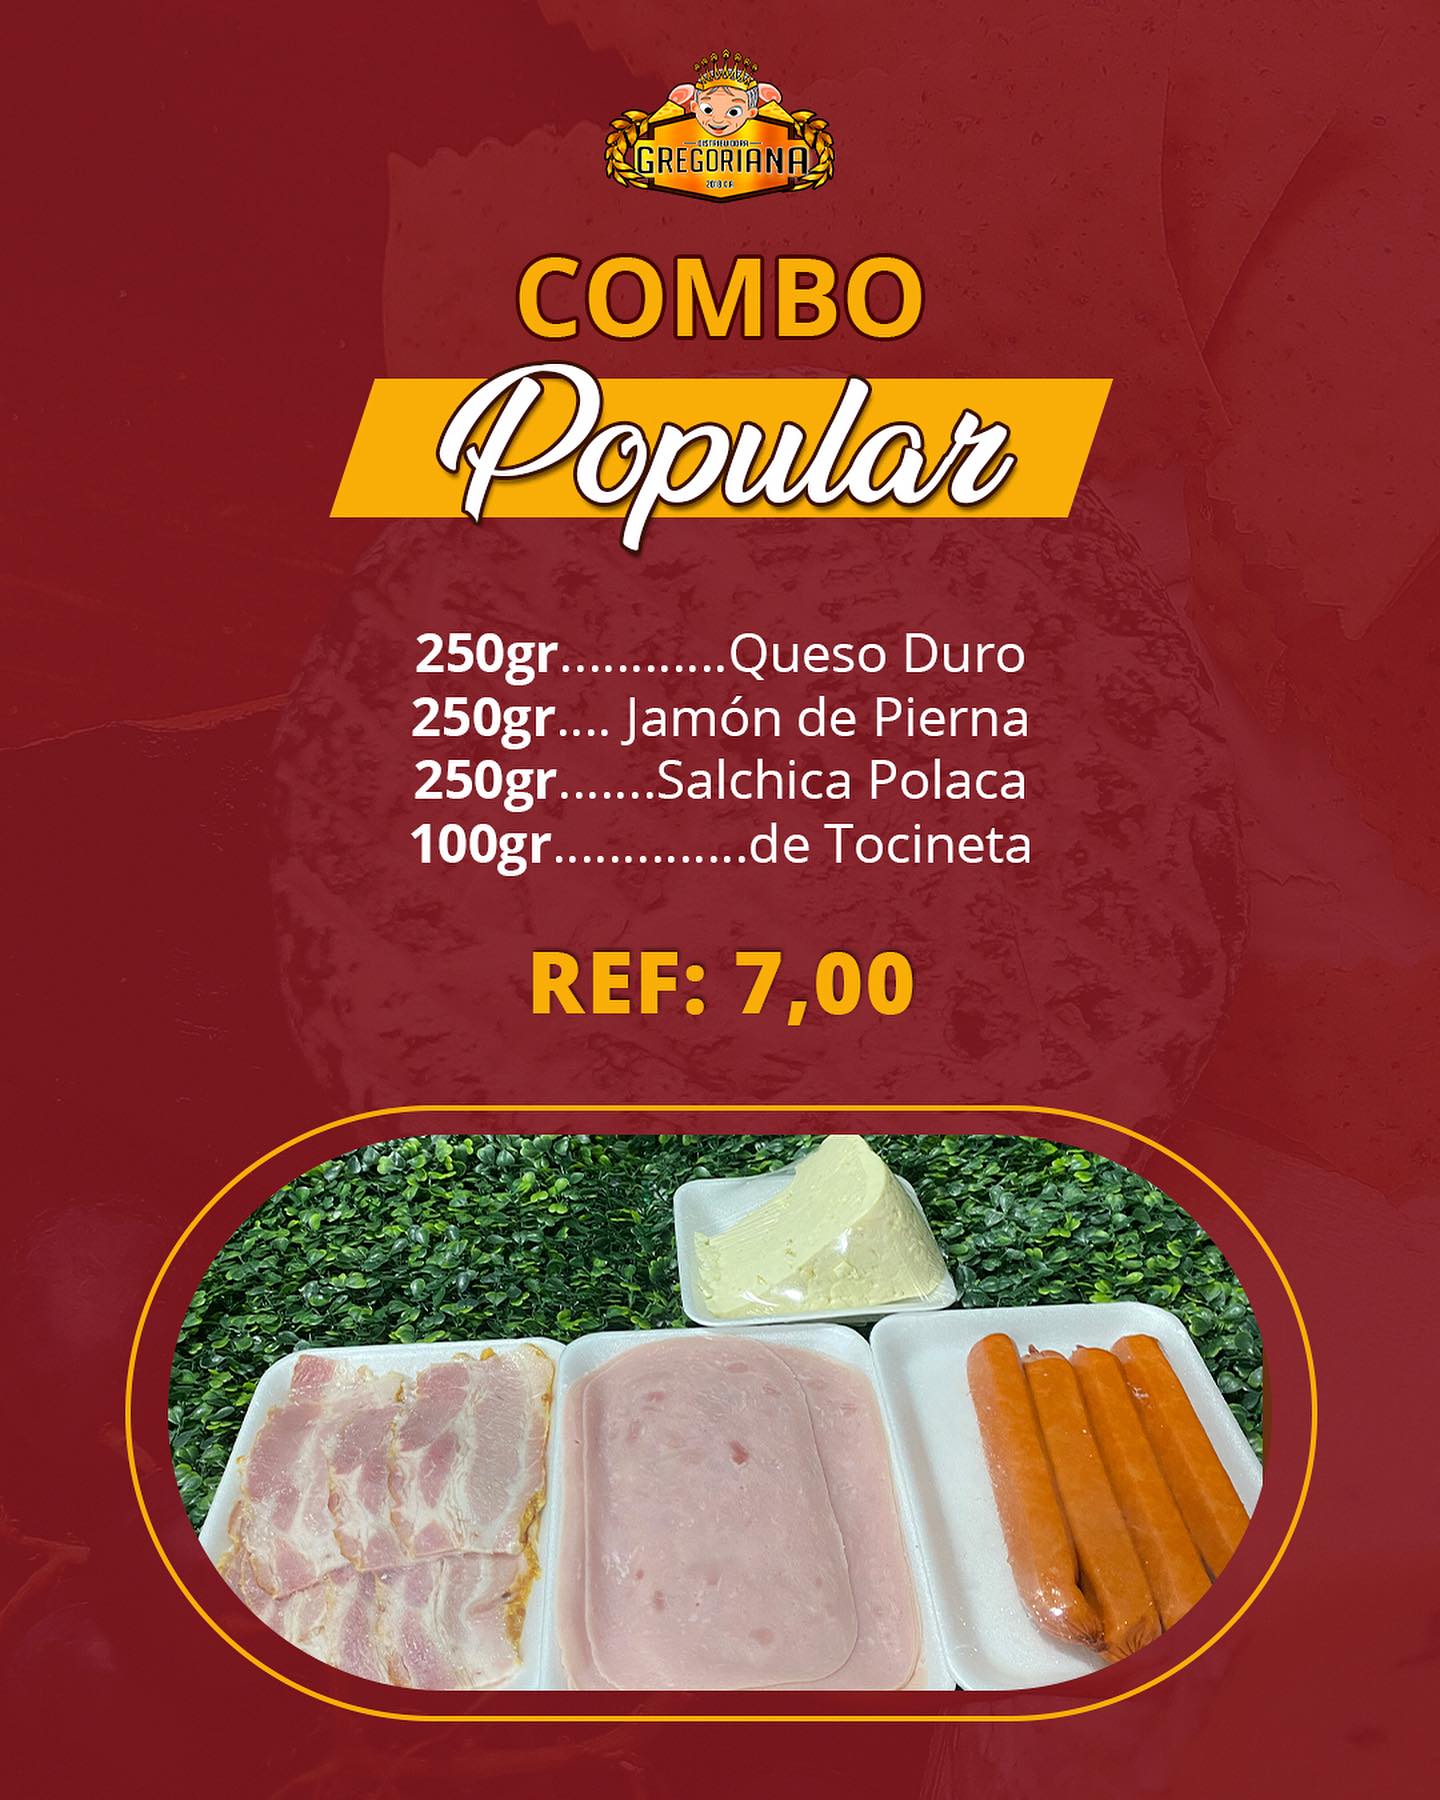 DISTRIBUIDORA
GREGORIANA
COMBO
Popular
250gr............Queso Duro
250gr.... Jamón de Pierna
250gr.......Salchica Polaca
100gr..............de Tocineta
REF: 7,00